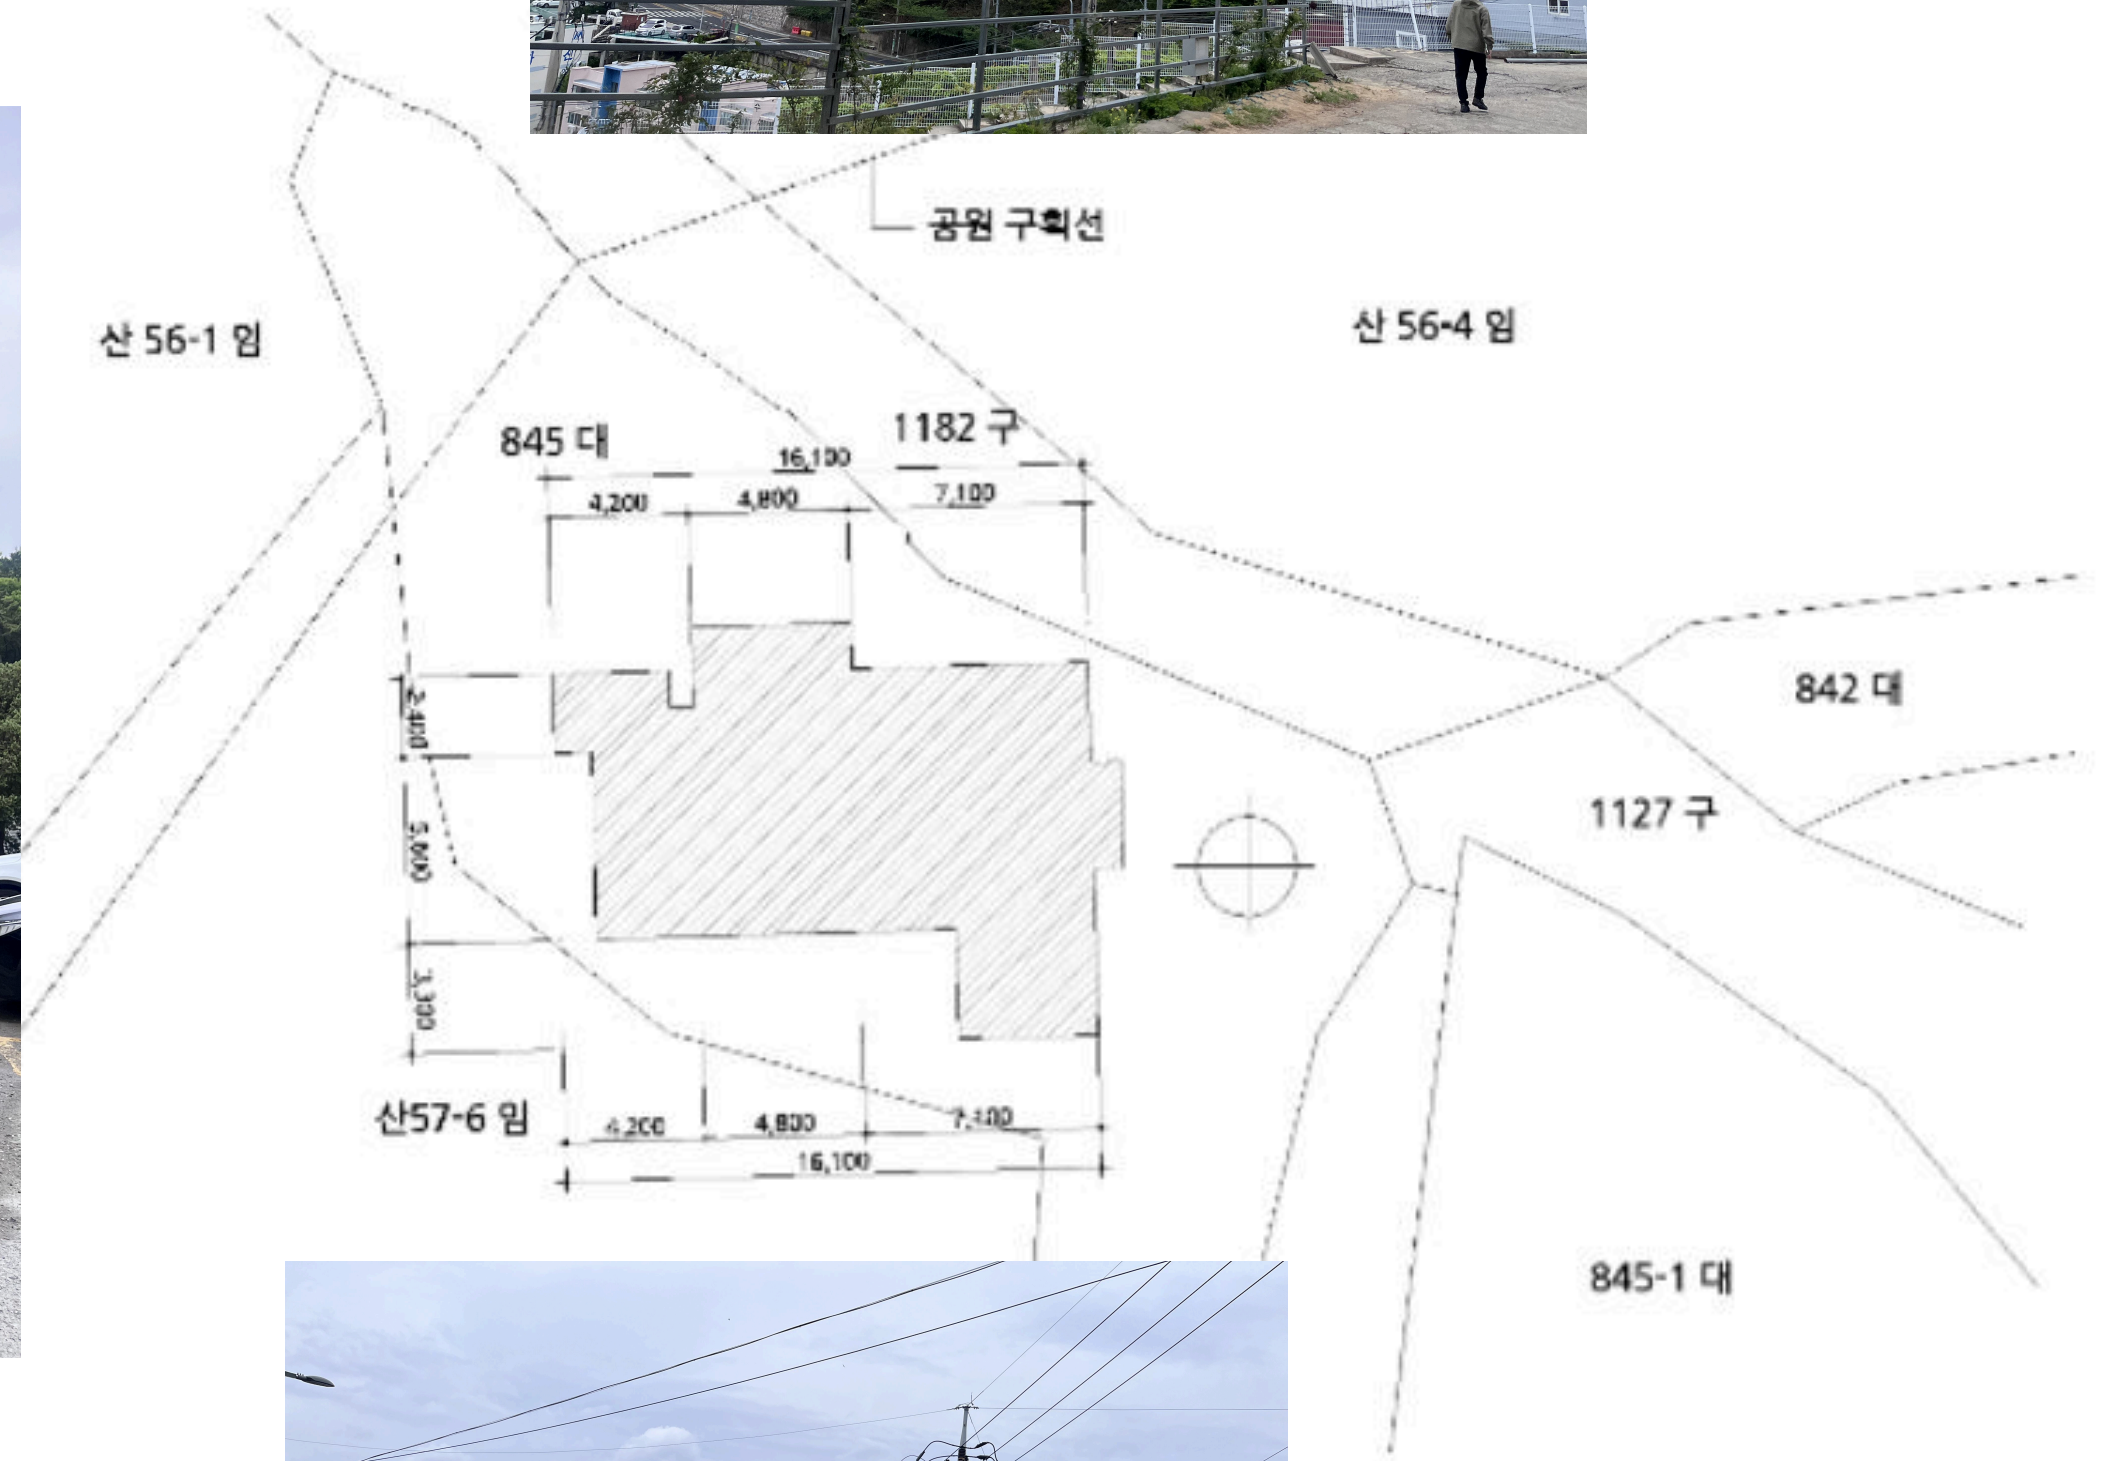 공원 구획선
산 56-1 임
산 56-4 임
845 대
1182 구
16,100
4,200
4,800
7,100
842 대
2,400
1127 구
3,300
산57-6 임
4,200
4,800
7,100
16,100
845-1 대